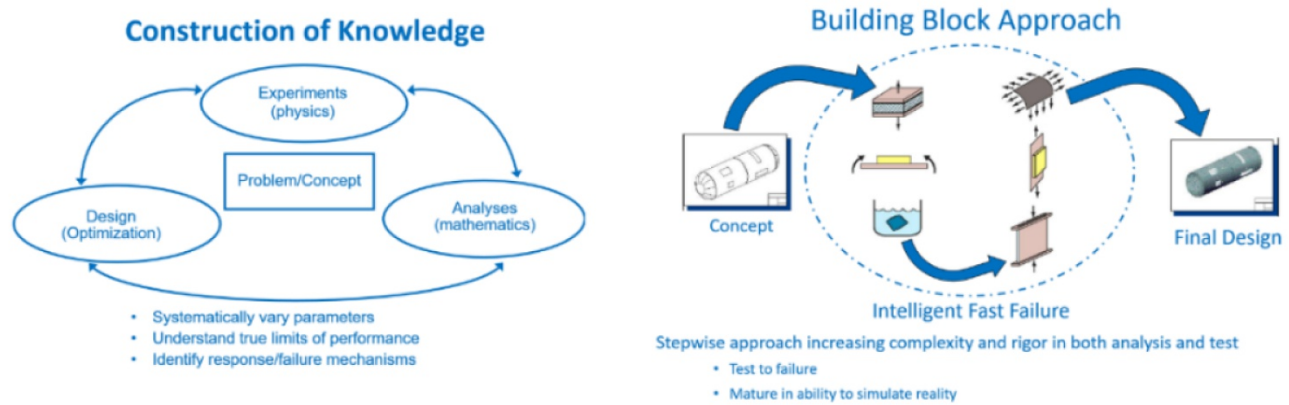 Construction of Knowledge
Experiments
(physics)
Problem/Concept
Design
(Optimization)
Analyses
(mathematics)
• Systematically vary parameters
• Understand true limits of performance
• Identify response/failure mechanisms
Building Block Approach
Concept
Final Design
Intelligent Fast Failure
Stepwise approach increasing complexity and rigor in both analysis and test
• Test to failure
• Mature in ability to simulate reality